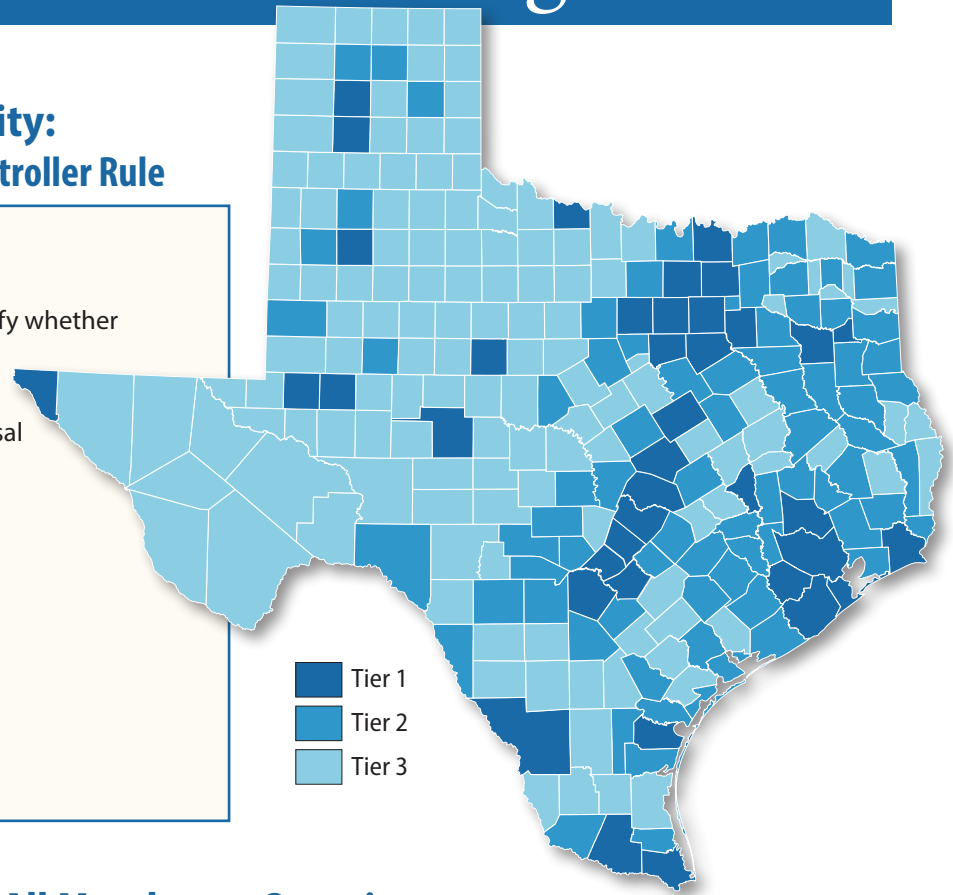 g
ity:
troller Rule
fy whether
sal
Tier 1
Tier 2
Tier 3